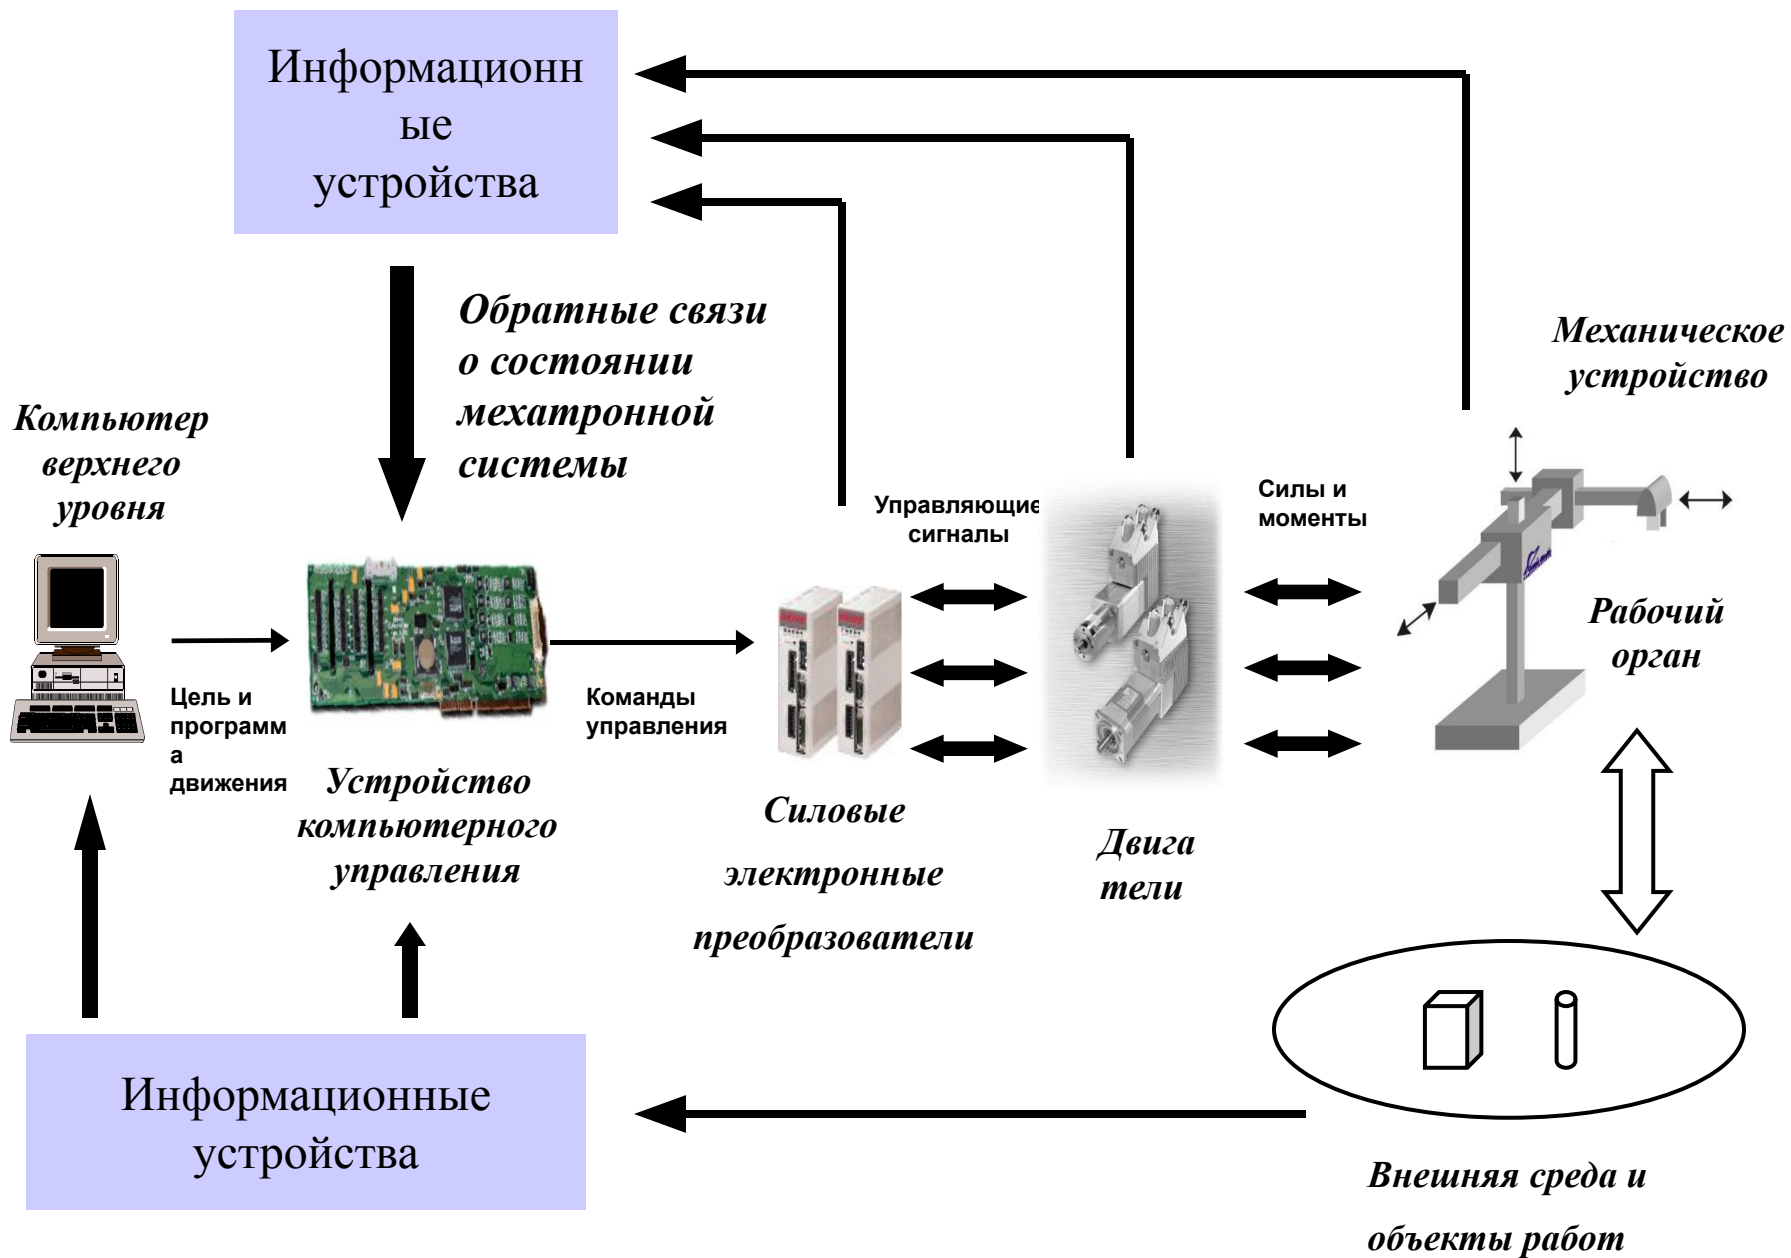 Информационн
ые
устройства
Обратные связи
о состоянии
мехатронной
системы
Механическое
устройство
Компьютер
верхнего
уровня
Управляющие
сигналы
Силы и
моменты
Рабочий
орган
Цель и
программ
а
движения
Команды
управления
Устройство
компьютерного
управления
Силовые
электронные
преобразователи
Двига
тели
Информационные
устройства
Внешняя среда и
объекты работ